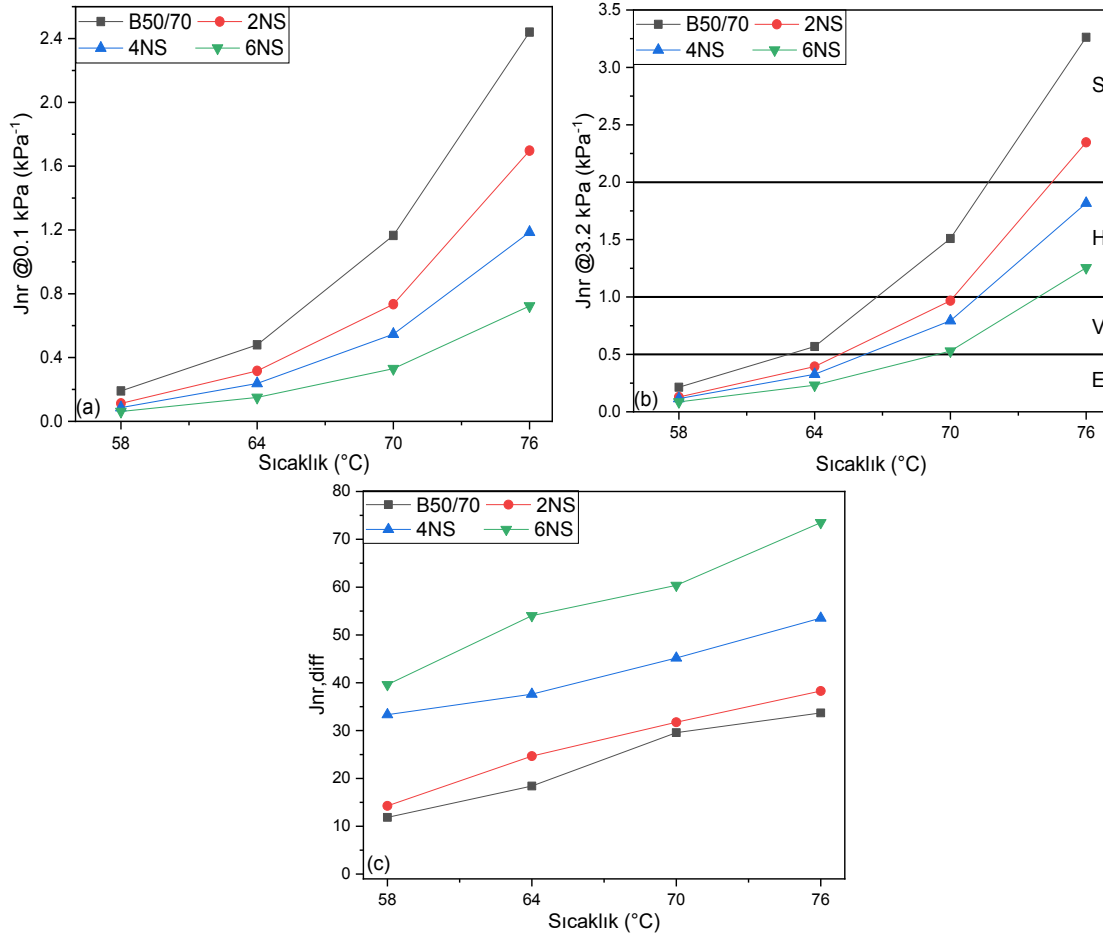 B50/70 2NS
4NS 6NS
2.4
2.0
1.6
1.2
0.8
0.4
0.0
Jnr @0.1 kPa (kPa-1)
(a)
58 64 70 76
Sıcaklık (°C)
B50/70 2NS
4NS 6NS
3.5
3.0
2.5
2.0
1.5
1.0
0.5
0.0
Jnr @3.2 kPa (kPa-1)
S
H
V
E
(b)
58 64 70 76
Sıcaklık (°C)
B50/70 2NS
4NS 6NS
80
70
60
50
40
30
20
10
0
Jnr,diff
(c)
58 64 70 76
Sıcaklık (°C)